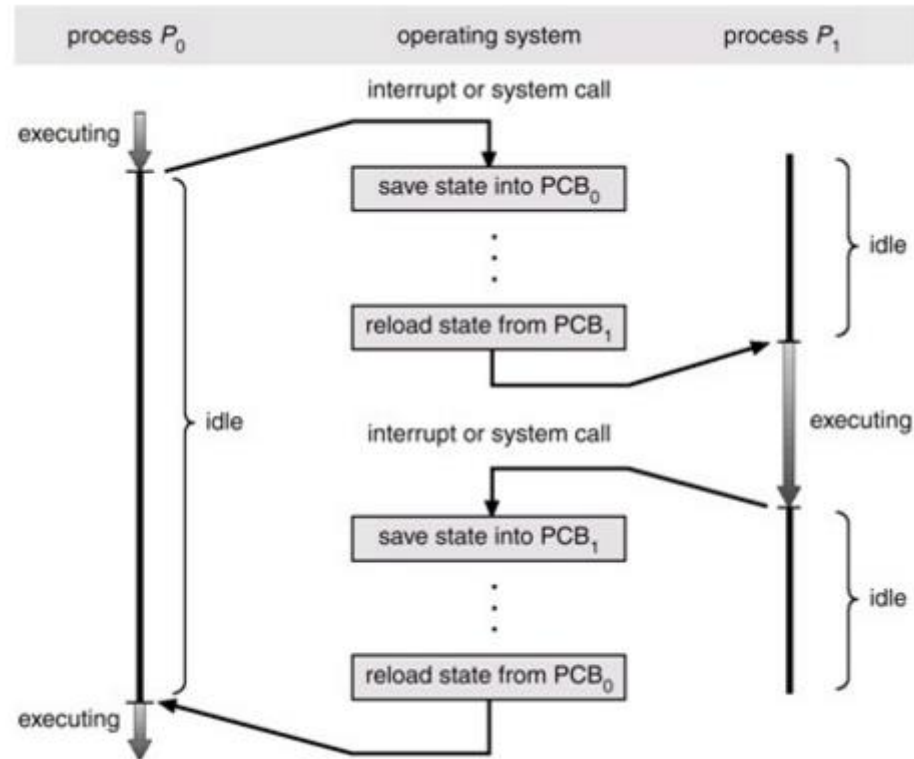 process P₀ operating system process P₁
interrupt or system call
executing
save state into PCB₀
idle
reload state from PCB₁
idle
executing
interrupt or system call
save state into PCB₁
idle
reload state from PCB₀
executing